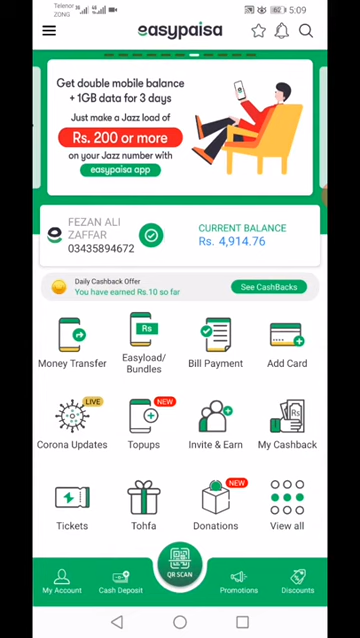 Telenor
ZONG
62
5:09
easypaisa
Get double mobile balance
+ 1GB data for 3 days
Just make a Jazz load of
Rs. 200 or more
on your Jazz number with
easypaisa app
FEZAN ALI
ZAFFAR
03435894672
CURRENT BALANCE
Rs. 4,914.76
Daily Cashback Offer
You have earned Rs.10 so far
See CashBacks
Rs
Money Transfer
Easyload/
Bundles
Bill Payment
Add Card
LIVE
NEW
Rs
Corona Updates
Topups
Invite & Earn
My Cashback
NEW
Tickets
Tohfa
Donations
View all
QR SCAN
My Account
Cash Deposit
Promotions
Discounts